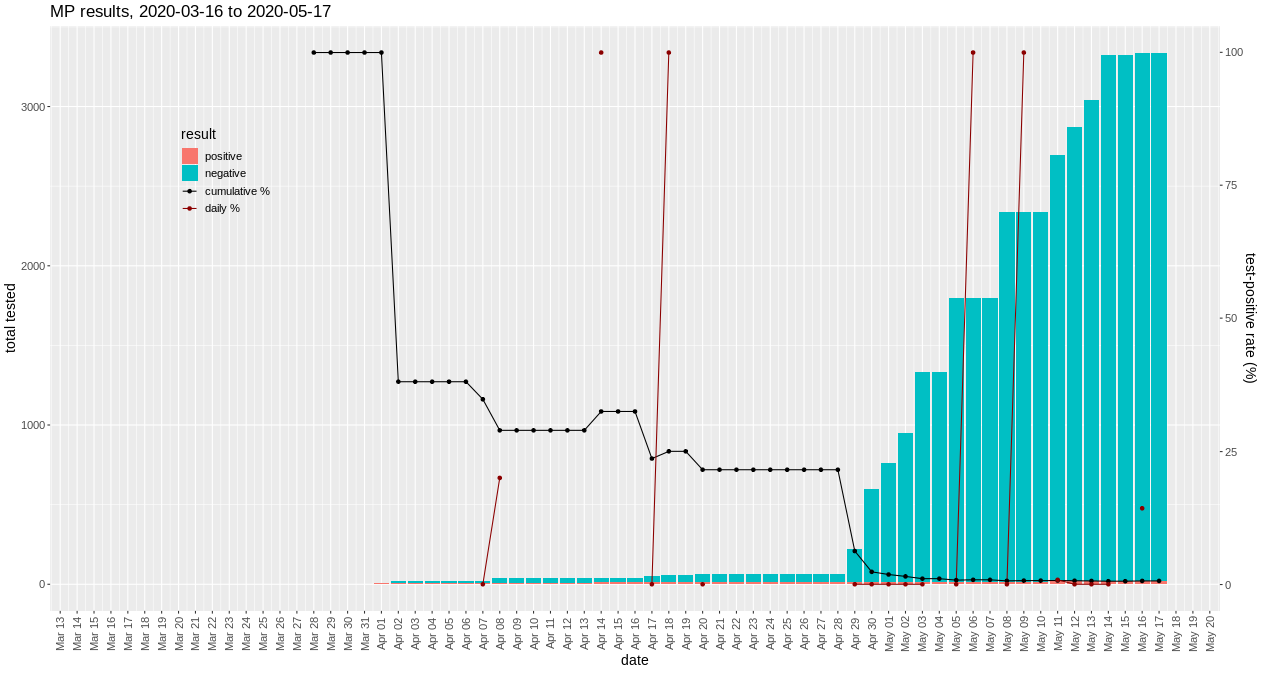 MP results, 2020-03-16 to 2020-05-17
total tested
3000
2000
1000
0
result
positive
negative
cumulative %
daily %
100
75
50
25
0
test-positive rate (%)
Mar 13
Mar 14
Mar 15
Mar 16
Mar 17
Mar 18
Mar 19
Mar 20
Mar 21
Mar 22
Mar 23
Mar 24
Mar 25
Mar 26
Mar 27
Mar 28
Mar 29
Mar 30
Mar 31
Apr 01
Apr 02
Apr 03
Apr 04
Apr 05
Apr 06
Apr 07
Apr 08
Apr 09
Apr 10
Apr 11
Apr 12
Apr 13
Apr 14
Apr 15
Apr 16
Apr 17
Apr 18
Apr 19
Apr 20
Apr 21
Apr 22
Apr 23
Apr 24
Apr 25
Apr 26
Apr 27
Apr 28
Apr 29
Apr 30
May 01
May 02
May 03
May 04
May 05
May 06
May 07
May 08
May 09
May 10
May 11
May 12
May 13
May 14
May 15
May 16
May 17
May 18
May 19
May 20
date